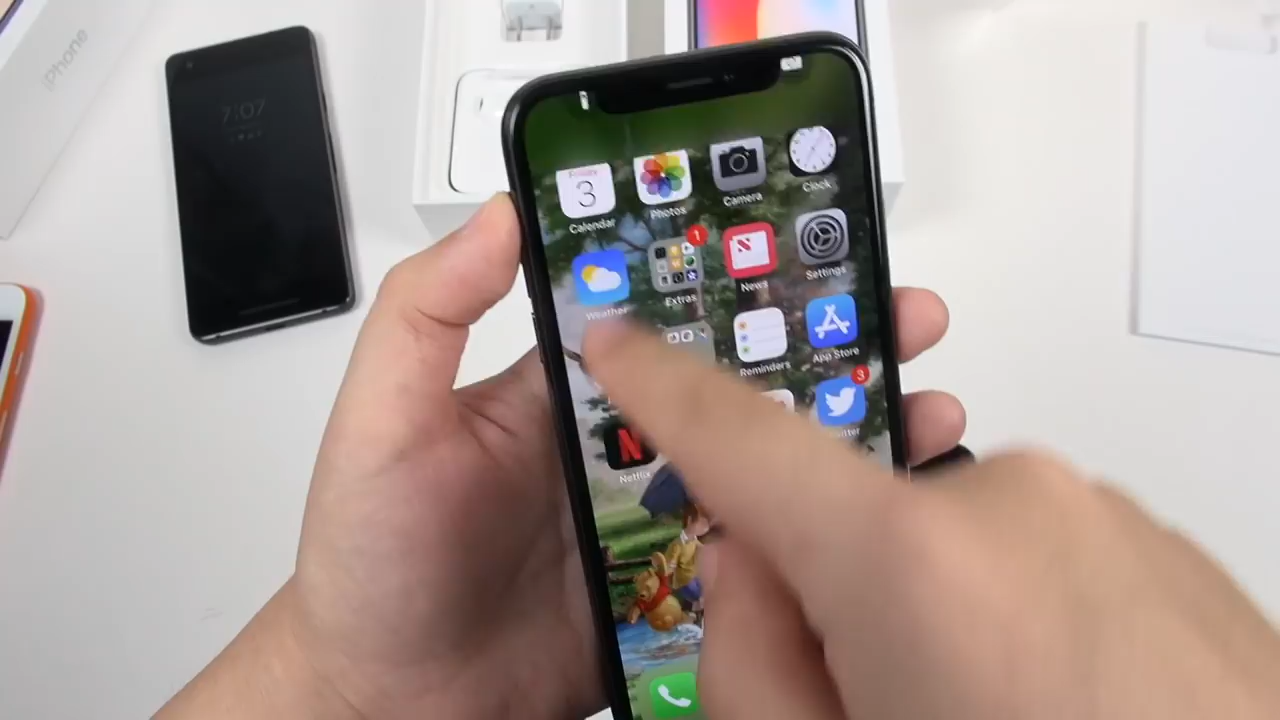 iPhone
7:07
Friday
3
Calendar
Photos
Camera
Clock
Weather
1
Extras
News
Settings
Reminders
App Store
3
Netflix